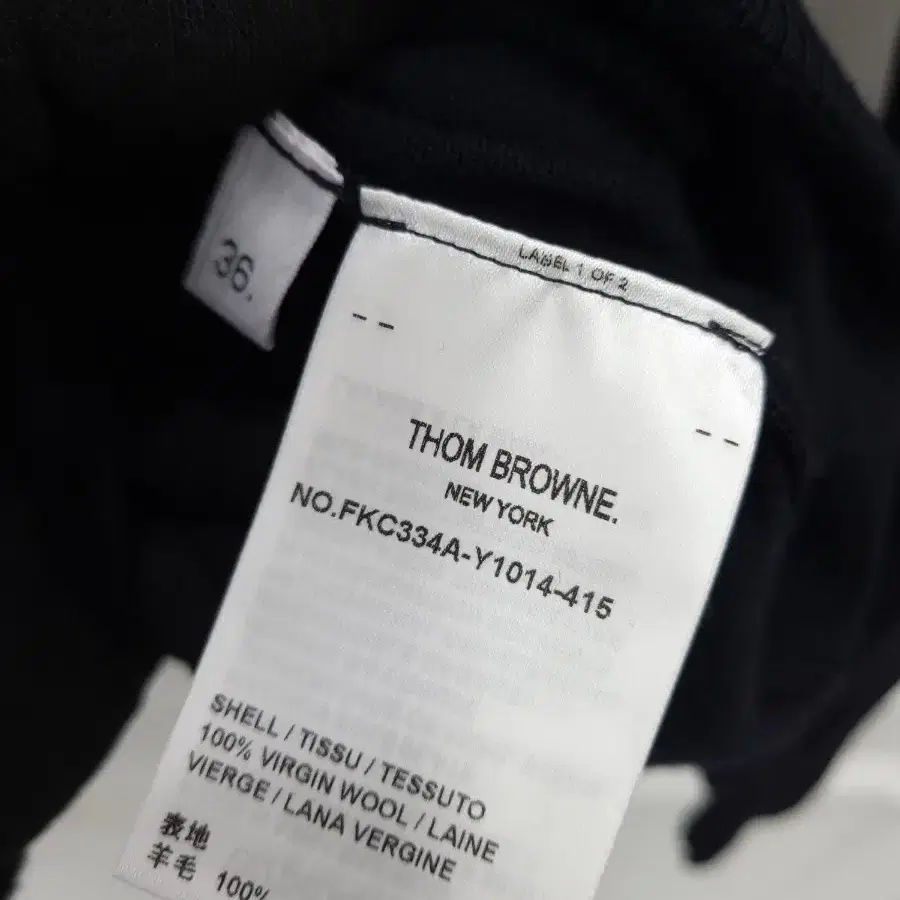 36.
LABEL 1 OF 2
-- --
THOM BROWNE.
NEW YORK
NO.FKC334A-Y1014-415
SHELL / TISSU / TESSUTO
100% VIRGIN WOOL / LAINE
VIERGE / LANA VERGINE
表地
羊毛 100%